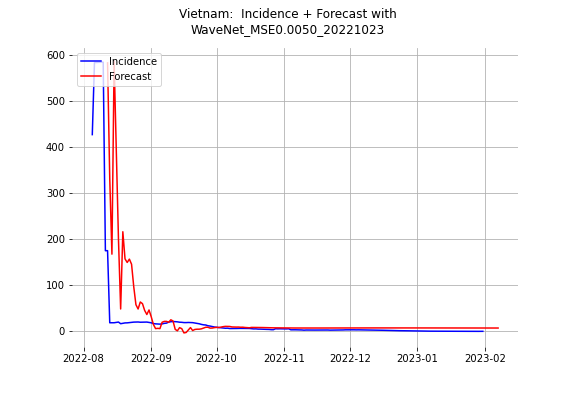 Vietnam:  Incidence + Forecast with
WaveNet_MSE0.0050_20221023
Incidence
Forecast
600
500
400
300
200
100
0
2022-08 2022-09 2022-10 2022-11 2022-12 2023-01 2023-02